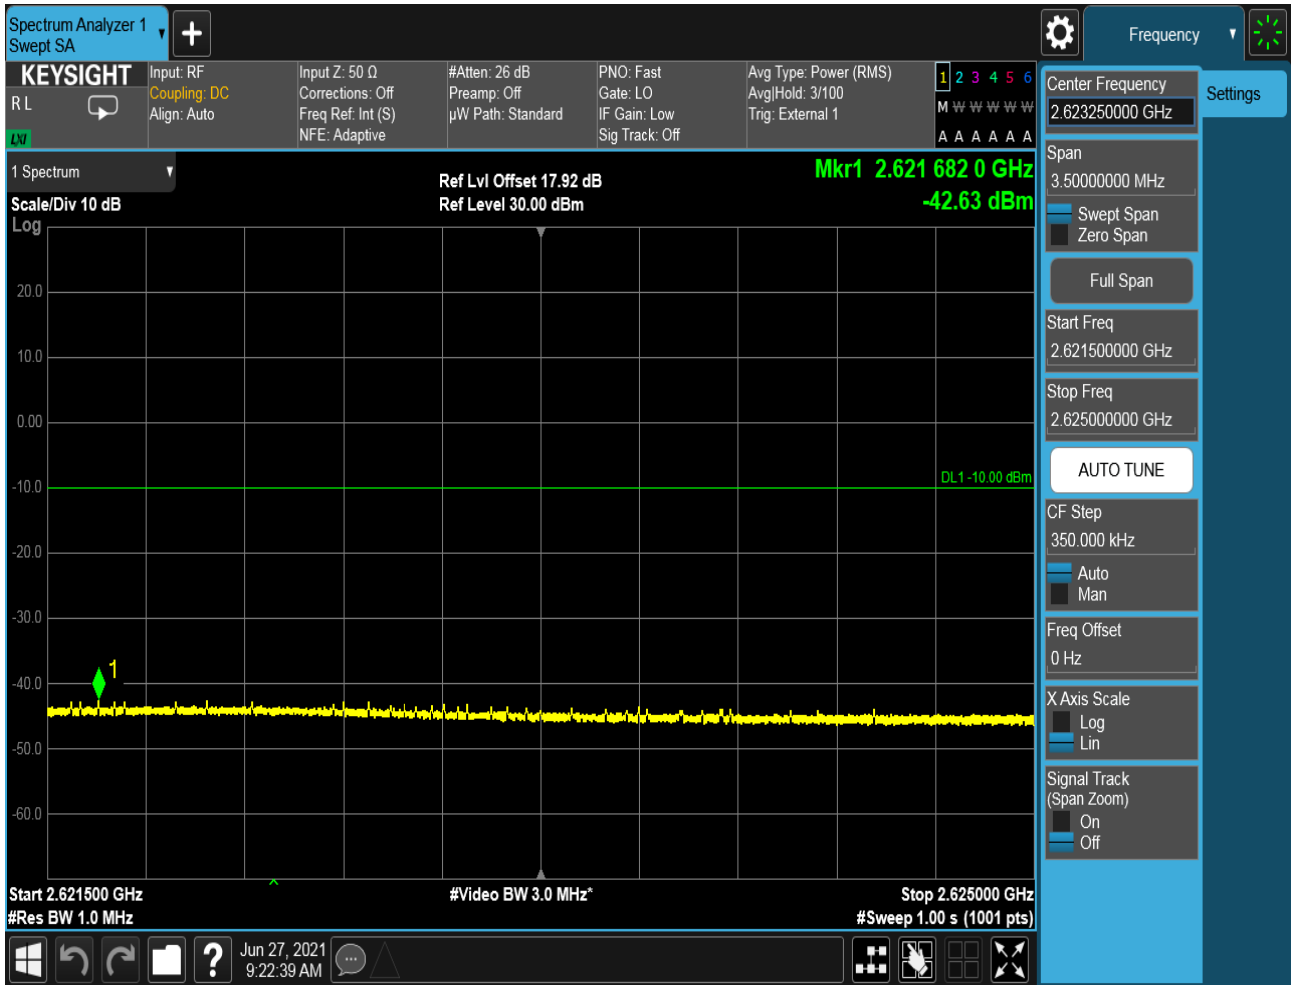 Spectrum Analyzer 1
Swept SA
Frequency
KEYSIGHT
R L
LXI
Input: RF
Coupling: DC
Align: Auto
Input Z: 50 Ω
Corrections: Off
Freq Ref: Int (S)
NFE: Adaptive
#Atten: 26 dB
Preamp: Off
µW Path: Standard
PNO: Fast
Gate: LO
IF Gain: Low
Sig Track: Off
Avg Type: Power (RMS)
Avg|Hold: 3/100
Trig: External 1
1 2 3 4 5 6
M W W W W W
A A A A A A
1 Spectrum
Scale/Div 10 dB
Log
Ref Lvl Offset 17.92 dB
Ref Level 30.00 dBm
Mkr1 2.621 682 0 GHz
-42.63 dBm
20.0
10.0
0.00
-10.0
-20.0
-30.0
-40.0
-50.0
-60.0
DL1 -10.00 dBm
1
Start 2.621500 GHz
#Res BW 1.0 MHz
#Video BW 3.0 MHz*
Stop 2.625000 GHz
#Sweep 1.00 s (1001 pts)
Center Frequency
2.623250000 GHz
Settings
Span
3.50000000 MHz
Swept Span
Zero Span
Full Span
Start Freq
2.621500000 GHz
Stop Freq
2.625000000 GHz
AUTO TUNE
CF Step
350.000 kHz
Auto
Man
Freq Offset
0 Hz
X Axis Scale
Log
Lin
Signal Track
(Span Zoom)
On
Off
?
Jun 27, 2021
9:22:39 AM